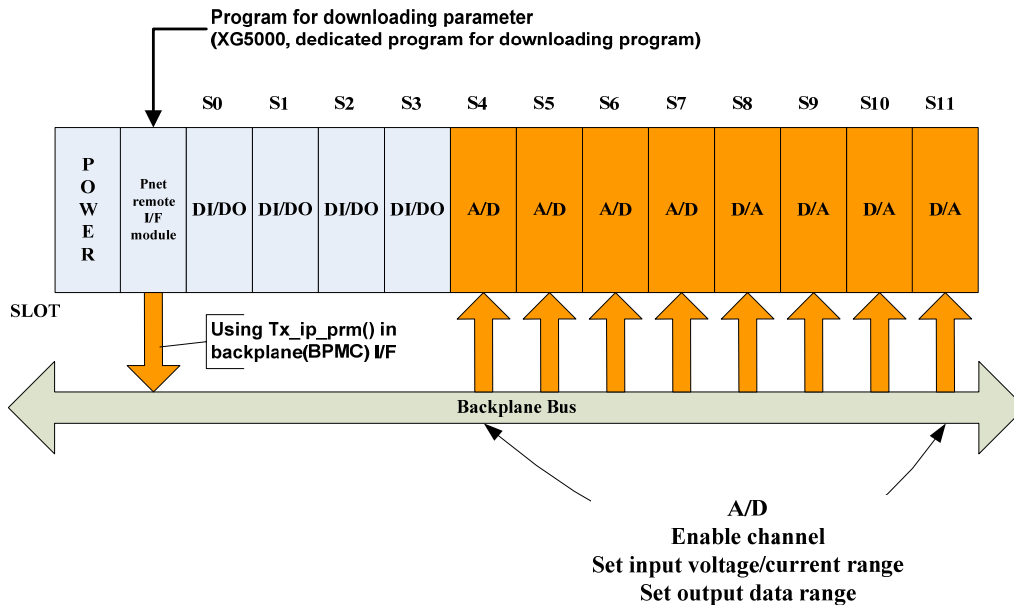 Program for downloading parameter
(XG5000, dedicated program for downloading program)
S0 S1 S2 S3 S4 S5 S6 S7 S8 S9 S10 S11
POWER
Pnet
remote
I/F
module
DI/DO DI/DO DI/DO DI/DO A/D A/D A/D A/D D/A D/A D/A D/A
SLOT
Using Tx_ip_prm() in
backplane(BPMC) I/F
Backplane Bus
A/D
Enable channel
Set input voltage/current range
Set output data range